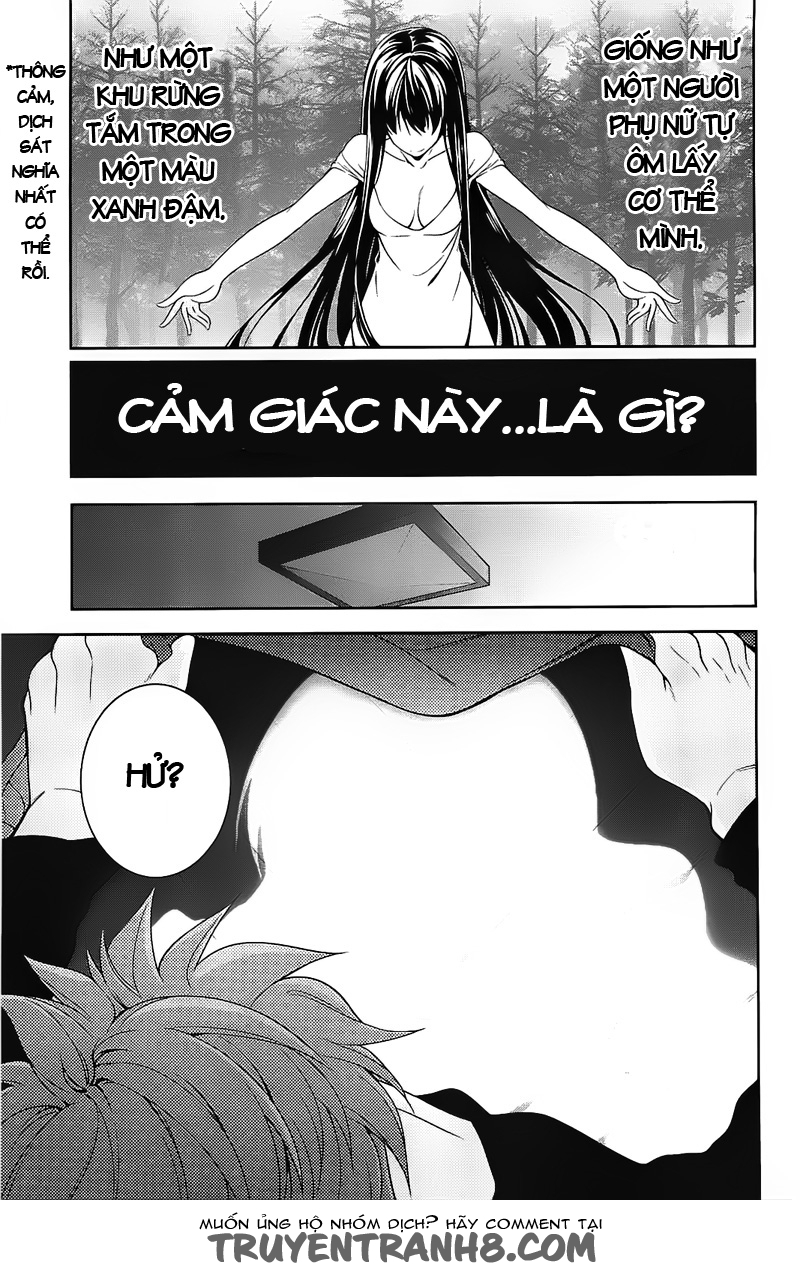 GIỐNG NHƯ
MỘT NGƯỜI
PHỤ NỮ TỰ
ÔM LẤY
CƠ THỂ
MÌNH.
NHƯ MỘT
KHU RỪNG
TẮM TRONG
MỘT MÀU
XANH ĐẬM.
*THÔNG
CẢM,
DỊCH
SÁT
NGHĨA
NHẤT
CÓ
THỂ
RỒI.
CẢM GIÁC NÀY...LÀ GÌ?
HỬ?
MUỐN ỦNG HỘ NHÓM DỊCH? HÃY COMMENT TẠI
TRUYENTRANH8.COM